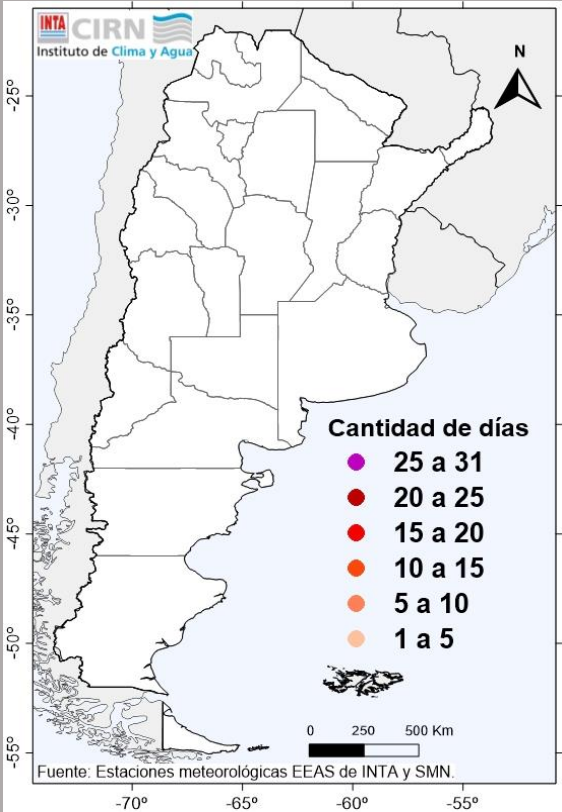 INTA CIRN
Instituto de Clima y Agua
N
-25°
-30°
-35°
-40°
-45°
-50°
-55°
Cantidad de días
25 a 31
20 a 25
15 a 20
10 a 15
5 a 10
1 a 5
0 250 500 Km
Fuente: Estaciones meteorológicas EEAS de INTA y SMN.
-70° -65° -60° -55°